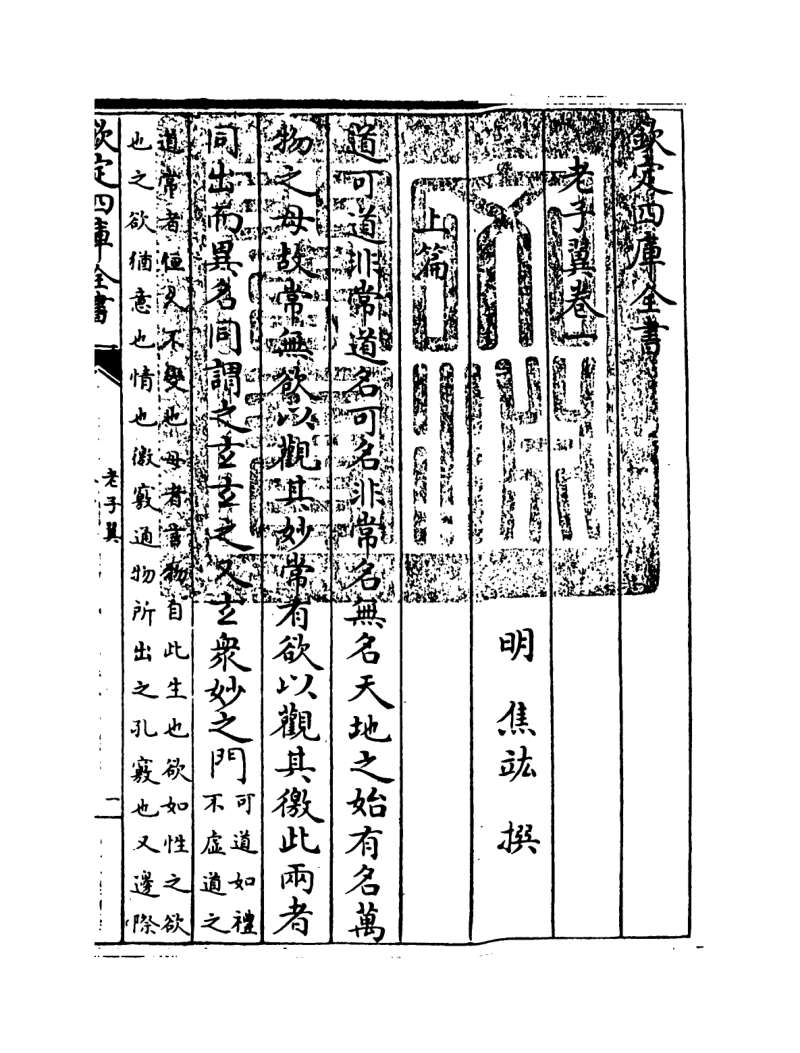 欽定四庫全書
老子翼卷一
明　焦竑　撰
上篇
道可道非常道名可名非常名無名天地之始有名萬
物之母故常無欲以觀其妙常有欲以觀其徼此兩者
同出而異名同謂之玄玄之又玄衆妙之門可道如禮
不虛道之
道常者恒久不變也母者言物自此生也欲如性之欲
也之欲猶意也情也徼竅通物所出之孔竅也又邊際
欽定四庫全書
老子翼